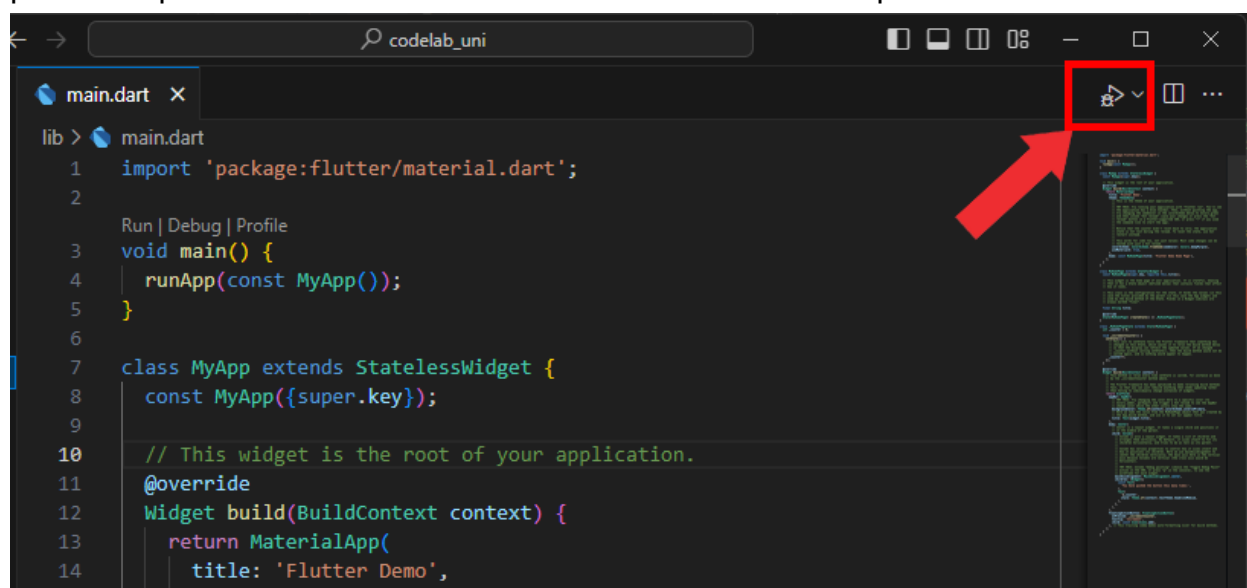 codelab_uni
main.dart
lib > main.dart
1 import 'package:flutter/material.dart';
2
Run | Debug | Profile
3 void main() {
4 runApp(const MyApp());
5 }
6
7 class MyApp extends StatelessWidget {
8 const MyApp({super.key});
9
10 // This widget is the root of your application.
11 @override
12 Widget build(BuildContext context) {
13 return MaterialApp(
14 title: 'Flutter Demo',